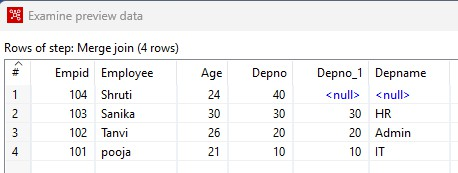 Examine preview data
Rows of step: Merge join (4 rows)
# Empid Employee Age Depno Depno_1 Depname
1 104 Shruti 24 40 <null> <null>
2 103 Sanika 30 30 30 HR
3 102 Tanvi 26 20 20 Admin
4 101 pooja 21 10 10 IT